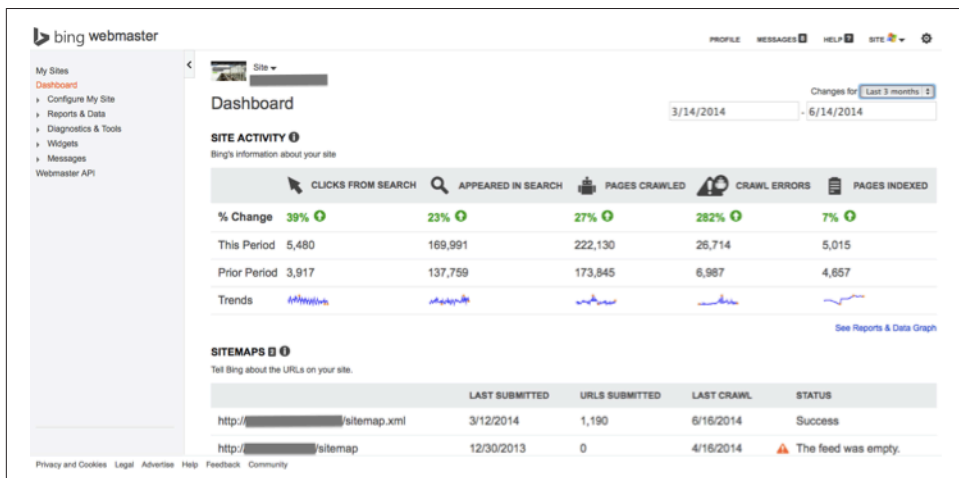 bing webmaster
PROFILE MESSAGES HELP SITE
My Sites
Dashboard
Configure My Site
Reports & Data
Diagnostics & Tools
Widgets
Messages
Webmaster API
Site
Changes for Last 3 months
Dashboard
3/14/2014 - 6/14/2014
SITE ACTIVITY
Bing's information about your site
CLICKS FROM SEARCH APPEARED IN SEARCH PAGES CRAWLED CRAWL ERRORS PAGES INDEXED
% Change 39% 23% 27% 282% 7%
This Period 5,480 169,991 222,130 26,714 5,015
Prior Period 3,917 137,759 173,845 6,987 4,657
Trends
See Reports & Data Graph
SITEMAPS
Tell Bing about the URLs on your site.
LAST SUBMITTED URLS SUBMITTED LAST CRAWL STATUS
http:// /sitemap.xml 3/12/2014 1,190 6/16/2014 Success
http:// /sitemap 12/30/2013 0 4/16/2014 The feed was empty.
Privacy and Cookies Legal Advertise Help Feedback Community